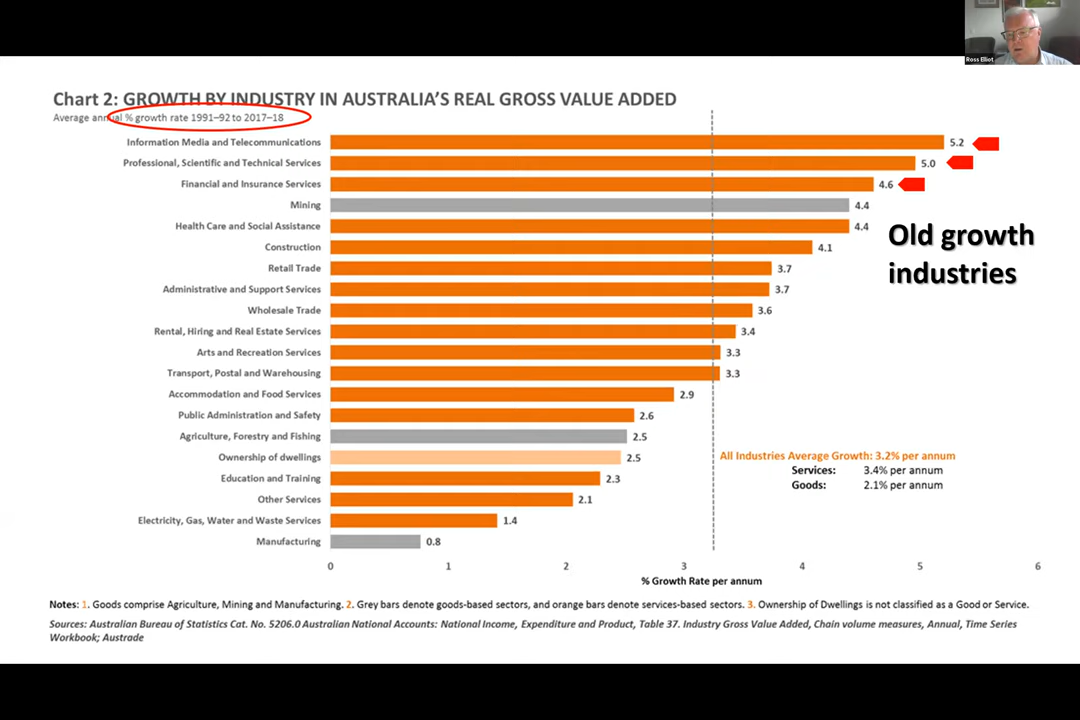 Ross Elliot
Chart 2: GROWTH BY INDUSTRY IN AUSTRALIA'S REAL GROSS VALUE ADDED
Average annual % growth rate 1991–92 to 2017–18
Information Media and Telecommunications 5.2
Professional, Scientific and Technical Services 5.0
Financial and Insurance Services 4.6
Mining 4.4
Health Care and Social Assistance 4.4
Construction 4.1
Retail Trade 3.7
Administrative and Support Services 3.7
Wholesale Trade 3.6
Rental, Hiring and Real Estate Services 3.4
Arts and Recreation Services 3.3
Transport, Postal and Warehousing 3.3
Accommodation and Food Services 2.9
Public Administration and Safety 2.6
Agriculture, Forestry and Fishing 2.5
Ownership of dwellings 2.5
Education and Training 2.3
Other Services 2.1
Electricity, Gas, Water and Waste Services 1.4
Manufacturing 0.8
Old growth
industries
All Industries Average Growth: 3.2% per annum
Services: 3.4% per annum
Goods: 2.1% per annum
0 1 2 3 4 5 6
% Growth Rate per annum
Notes: 1. Goods comprise Agriculture, Mining and Manufacturing. 2. Grey bars denote goods-based sectors, and orange bars denote services-based sectors. 3. Ownership of Dwellings is not classified as a Good or Service.
Sources: Australian Bureau of Statistics Cat. No. 5206.0 Australian National Accounts: National Income, Expenditure and Product, Table 37. Industry Gross Value Added, Chain volume measures, Annual, Time Series
Workbook; Austrade